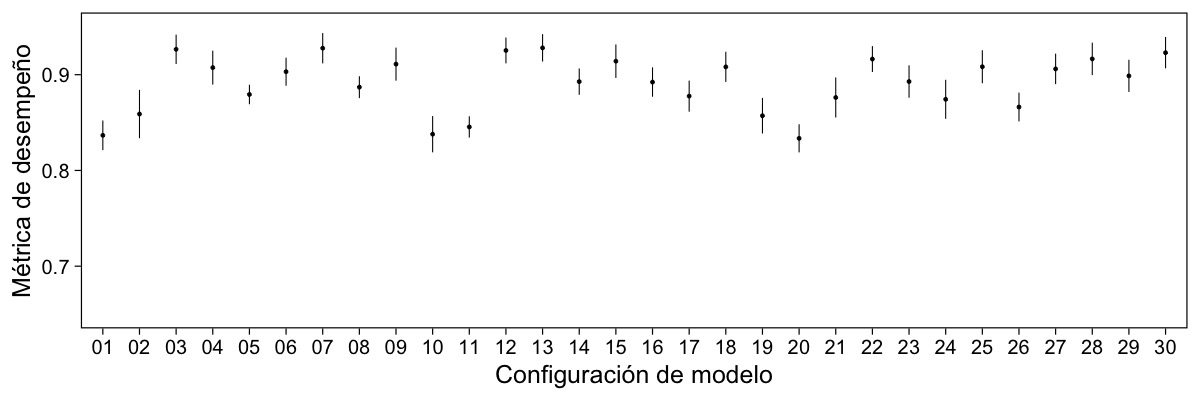 Métrica de desempeño
0.9
0.8
0.7
01 02 03 04 05 06 07 08 09 10 11 12 13 14 15 16 17 18 19 20 21 22 23 24 25 26 27 28 29 30
Configuración de modelo